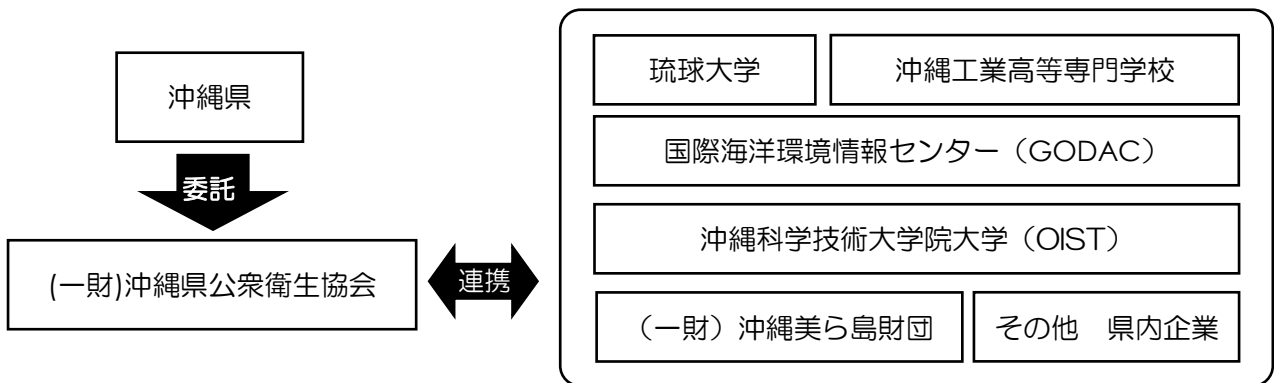 沖縄県
委託
(一財)沖縄県公衆衛生協会
連携
琉球大学
沖縄工業高等専門学校
国際海洋環境情報センター（GODAC）
沖縄科学技術大学院大学（OIST）
（一財）沖縄美ら島財団
その他　県内企業